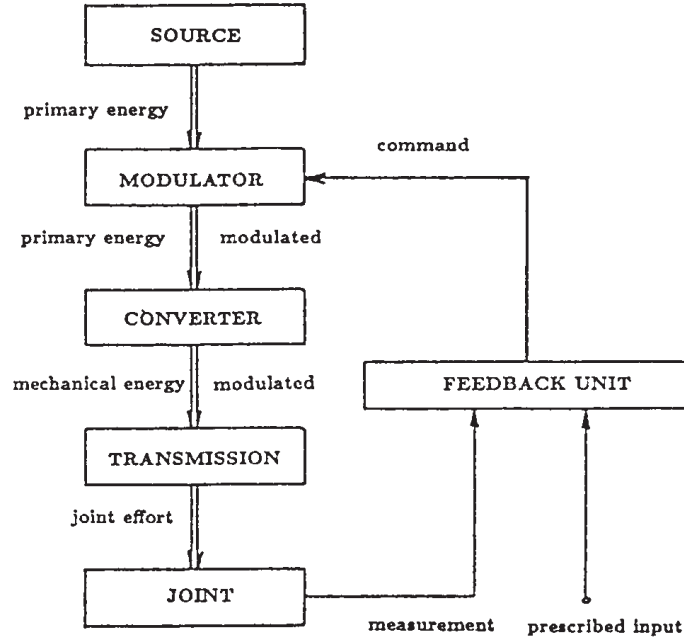 SOURCE
primary energy
command
MODULATOR
primary energy modulated
CONVERTER
mechanical energy modulated
FEEDBACK UNIT
TRANSMISSION
joint effort
JOINT
measurement
prescribed input